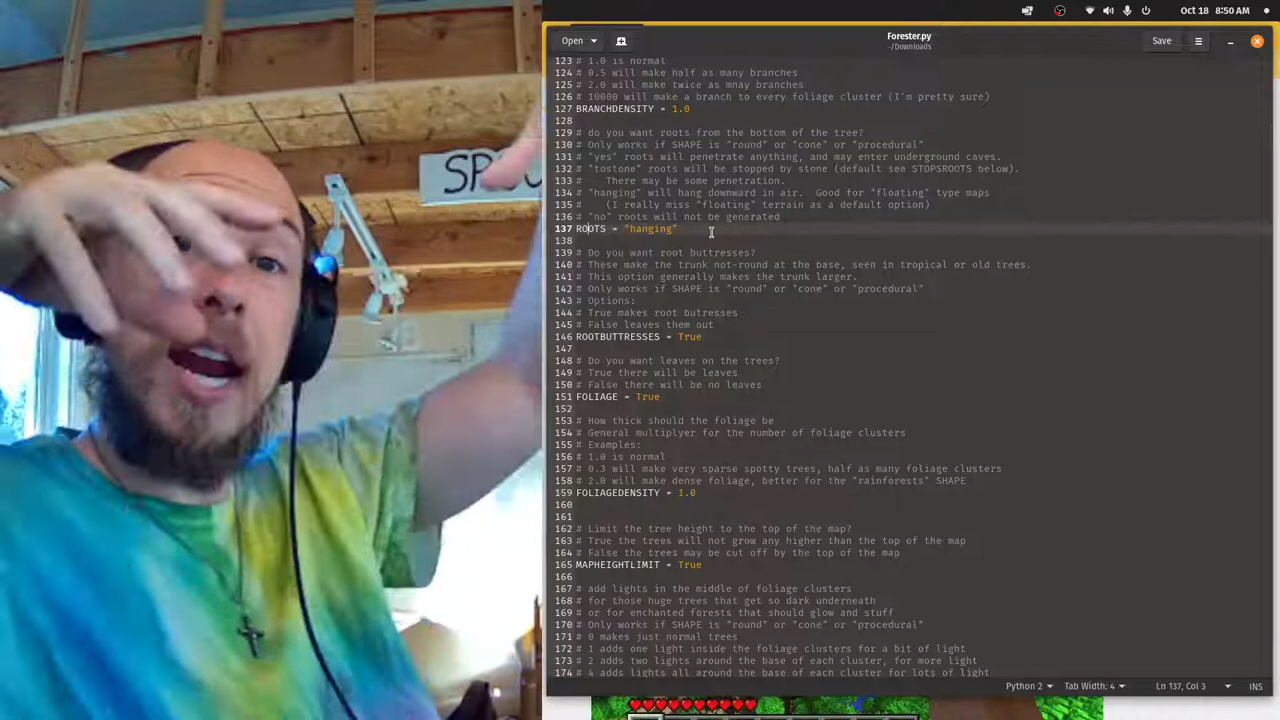 Oct 18 8:50 AM
Open
Forester.py
~/Downloads
Save
SP
123 # 1.0 is normal
124 # 0.5 will make half as many branches
125 # 2.0 will make twice as mnay branches
126 # 10000 will make a branch to every foliage cluster (I'm pretty sure)
127 BRANCHDENSITY = 1.0
128
129 # do you want roots from the bottom of the tree?
130 # Only works if SHAPE is "round" or "cone" or "procedural"
131 # "yes" roots will penetrate anything, and may enter underground caves.
132 # "tostone" roots will be stopped by stone (default see STOPSROOTS below).
133 #    There may be some penetration.
134 # "hanging" will hang downward in air.  Good for "floating" type maps
135 #    (I really miss "floating" terrain as a default option)
136 # "no" roots will not be generated
137 ROOTS = "hanging"
138
139 # Do you want root buttresses?
140 # These make the trunk not-round at the base, seen in tropical or old trees.
141 # This option generally makes the trunk larger.
142 # Only works if SHAPE is "round" or "cone" or "procedural"
143 # Options:
144 # True makes root butresses
145 # False leaves them out
146 ROOTBUTTRESSES = True
147
148 # Do you want leaves on the trees?
149 # True there will be leaves
150 # False there will be no leaves
151 FOLIAGE = True
152
153 # How thick should the foliage be
154 # General multiplyer for the number of foliage clusters
155 # Examples:
156 # 1.0 is normal
157 # 0.3 will make very sparse spotty trees, half as many foliage clusters
158 # 2.0 will make dense foliage, better for the "rainforests" SHAPE
159 FOLIAGEDENSITY = 1.0
160
161
162 # Limit the tree height to the top of the map?
163 # True the trees will not grow any higher than the top of the map
164 # False the trees may be cut off by the top of the map
165 MAPHEIGHTLIMIT = True
166
167 # add lights in the middle of foliage clusters
168 # for those huge trees that get so dark underneath
169 # or for enchanted forests that should glow and stuff
170 # Only works if SHAPE is "round" or "cone" or "procedural"
171 # 0 makes just normal trees
172 # 1 adds one light inside the foliage clusters for a bit of light
173 # 2 adds two lights around the base of each cluster, for more light
174 # 4 adds lights all around the base of each cluster for lots of light
Python 2 Tab Width: 4 Ln 137, Col 3 INS